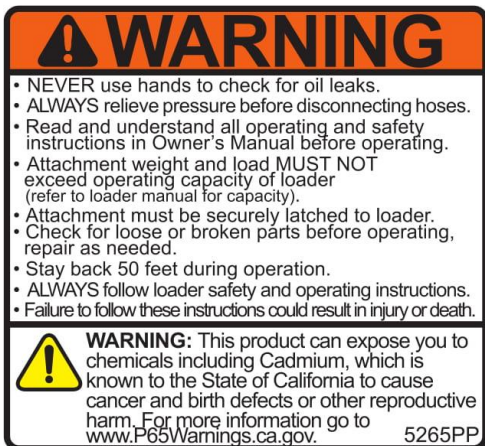 WARNING
• NEVER use hands to check for oil leaks.
• ALWAYS relieve pressure before disconnecting hoses.
• Read and understand all operating and safety
instructions in Owner's Manual before operating.
• Attachment weight and load MUST NOT
exceed operating capacity of loader
(refer to loader manual for capacity).
• Attachment must be securely latched to loader.
• Check for loose or broken parts before operating,
repair as needed.
• Stay back 50 feet during operation.
• ALWAYS follow loader safety and operating instructions.
• Failure to follow these instructions could result in injury or death.
WARNING: This product can expose you to
chemicals including Cadmium, which is
known to the State of California to cause
cancer and birth defects or other reproductive
harm. For more information go to
www.P65Warnings.ca.gov. 5265PP